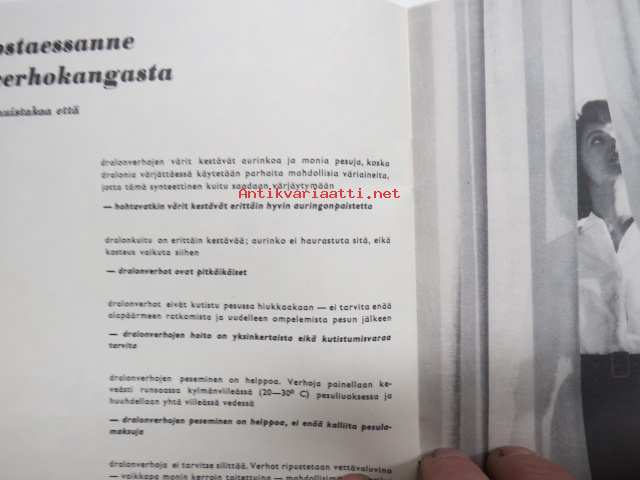 ostaessanne
verhokangasta
muistakaa että
dralonverhojen värit kestävät aurinkoa ja monia pesuja, koska
dralonia värjättäessä käytetään parhaita mahdollisia väriaineita,
jotta tämä synteettinen kuitu saadaan värjäytymään
Antikvariaatti.net
— hohtavatkin värit kestävät erittäin hyvin auringonpaistetta
dralonkuitu on erittäin kestävää; aurinko ei haurastuta sitä, eikä
kosteus vaikuta siihen
— dralonverhot ovat pitkäikäiset
dralonverhot eivät kutistu pesussa hiukkaakaan — ei tarvita enää
alapäärmeen ratkomista ja uudelleen ompelemista pesun jälkeen
— dralonverhojen hoito on yksinkertaista eikä kutistumisvaraa
tarvita
dralonverhojen peseminen on helppoa. Verhoja painellaan ke-
veästi runsaassa kylmänviileässä (20—30° C) pesuliuoksessa ja
huuhdellaan yhtä viileässä vedessä
— dralonverhojen peseminen on helppoa, ei enää kalliita pesula-
maksuja
dralonverhoja ei tarvitse silittää. Verhot ripustetaan vettävaluvina
— vaikkapa monin kerroin taitettuina — mahdollisimman